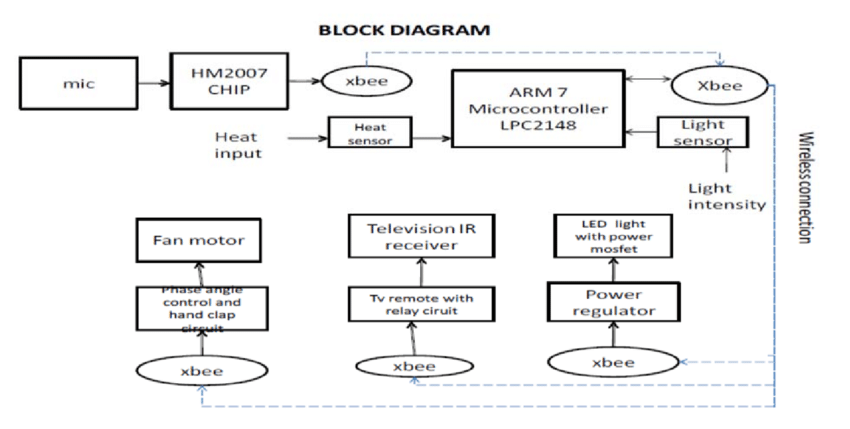 BLOCK DIAGRAM
mic
HM2007
CHIP
xbee
ARM 7
Microcontroller
LPC2148
Xbee
Heat
input
Heat
sensor
Light
sensor
Light
intensity
Wireless connection
Fan motor
Television IR
receiver
LED light
with power
mosfet
Phase angle
control and
hand clap
circuit
Tv remote with
relay ciruit
Power
regulator
xbee
xbee
xbee